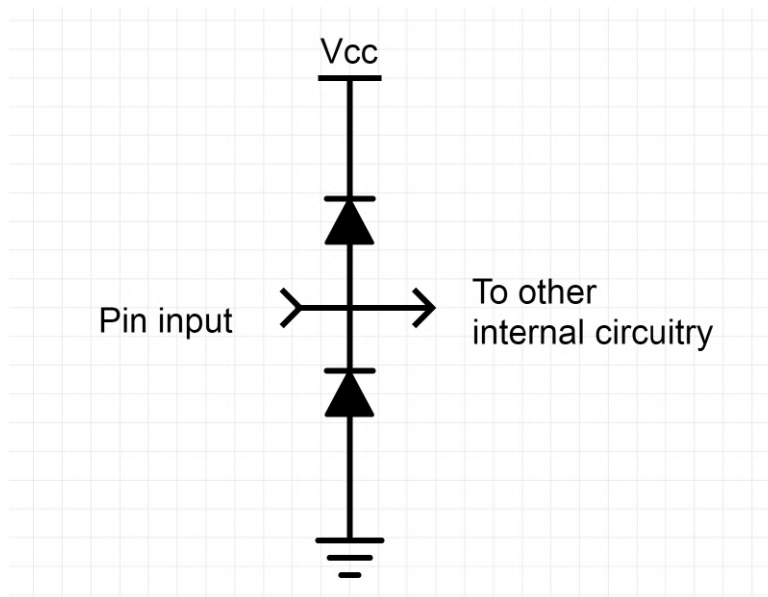 Vcc
Pin input
To other
internal circuitry